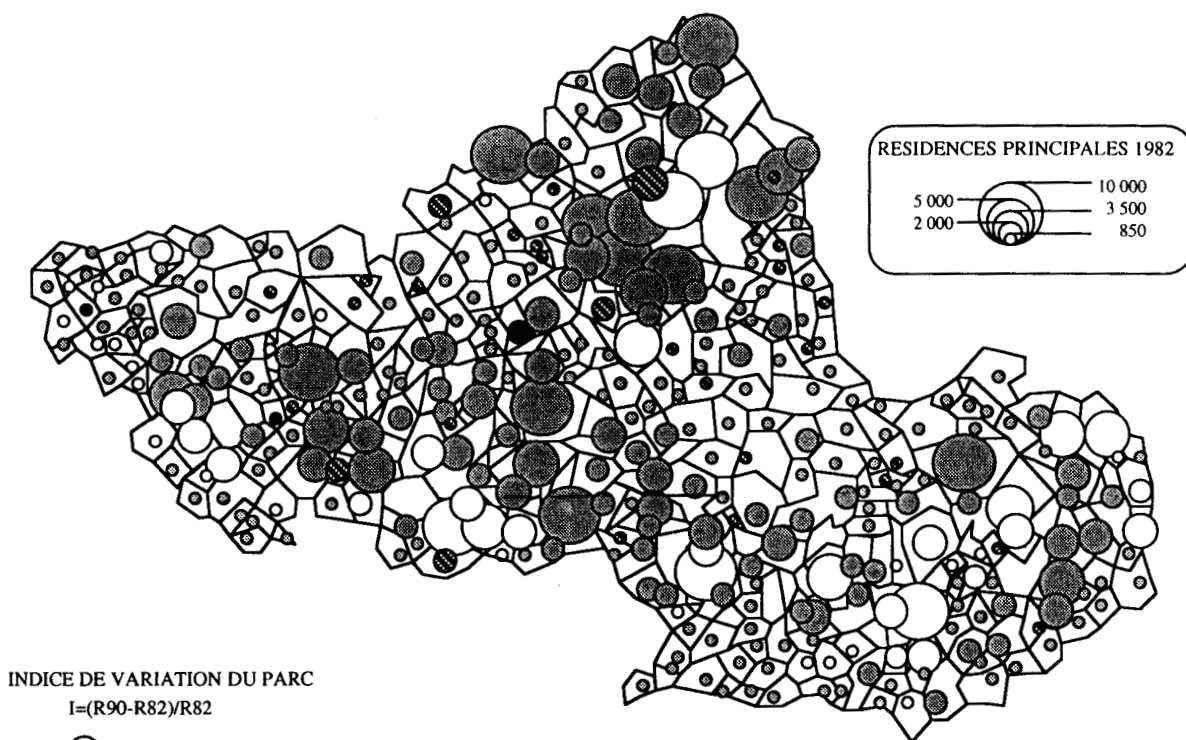 RESIDENCES PRINCIPALES 1982
10 000
5 000
3 500
2 000
850
INDICE DE VARIATION DU PARC
I=(R90-R82)/R82